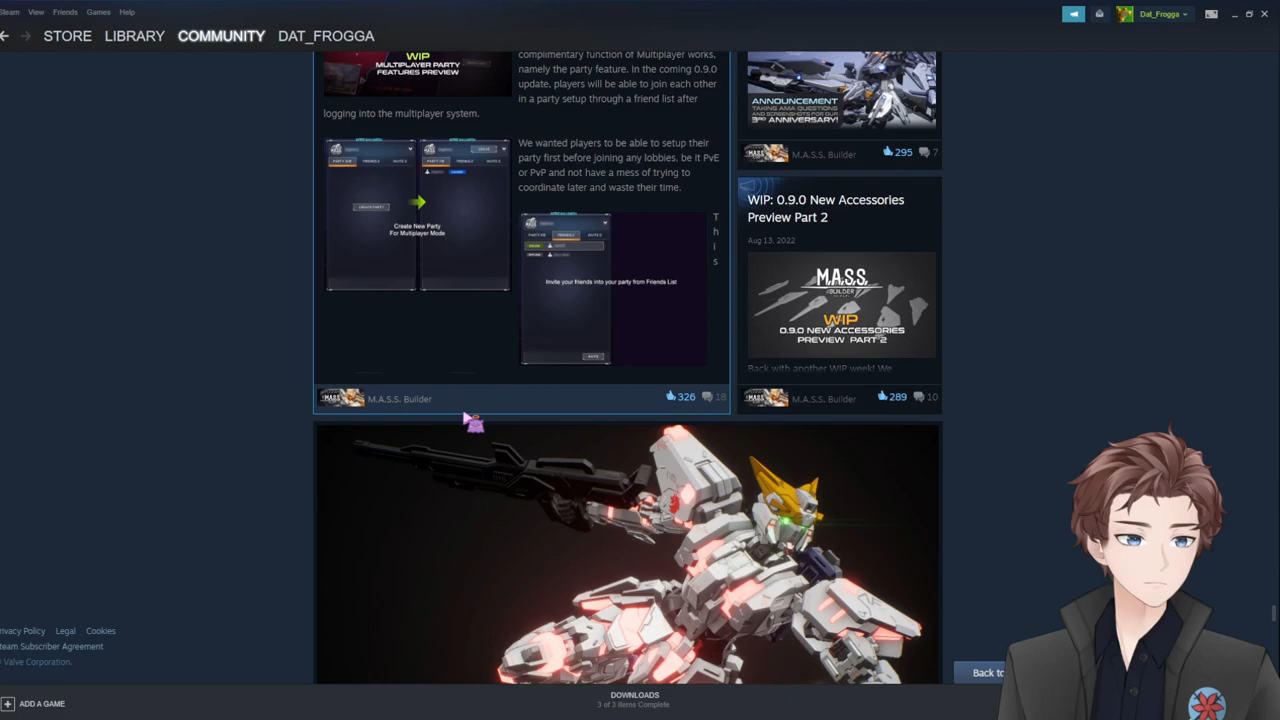 Steam View Friends Games Help
Dat_Frogga
STORE LIBRARY COMMUNITY DAT_FROGGA
WIP
MULTIPLAYER PARTY
FEATURES PREVIEW
complimentary function of Multiplayer works,
namely the party feature. In the coming 0.9.0
update, players will be able to join each other
in a party setup through a friend list after
logging into the multiplayer system.
We wanted players to be able to setup their
party first before joining any lobbies, be it PvE
or PvP and not have a mess of trying to
coordinate later and waste their time.
CREATE PARTY
Create New Party
For Multiplayer Mode
FRIENDS
Invite your friends into your party from Friends List
INVITE
T
h
i
s
M.A.S.S. Builder
326 18
ANNOUNCEMENT
TAKING AMA QUESTIONS
AND SCREENSHOTS FOR OUR
3RD ANNIVERSARY!
M.A.S.S. Builder
295 7
WIP: 0.9.0 New Accessories
Preview Part 2
Aug 13, 2022
M.A.S.S.
BUILDER
WIP
0.9.0 NEW ACCESSORIES
PREVIEW PART 2
Back with another WIP week! We
M.A.S.S. Builder
289 10
rivacy Policy Legal Cookies
team Subscriber Agreement
Valve Corporation.
Back to
ADD A GAME
DOWNLOADS
3 of 3 Items Complete